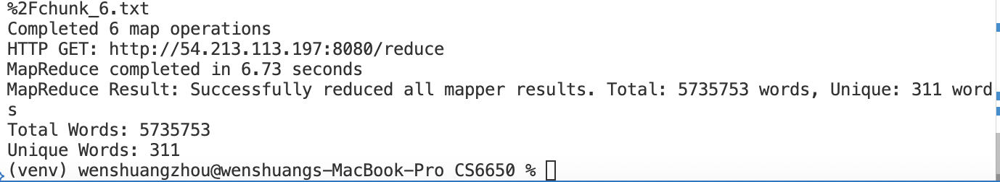 %2Fchunk_6.txt
Completed 6 map operations
HTTP GET: http://54.213.113.197:8080/reduce
MapReduce completed in 6.73 seconds
MapReduce Result: Successfully reduced all mapper results. Total: 5735753 words, Unique: 311 word
s
Total Words: 5735753
Unique Words: 311
(venv) wenshuangzhou@wenshuangs-MacBook-Pro CS6650 %